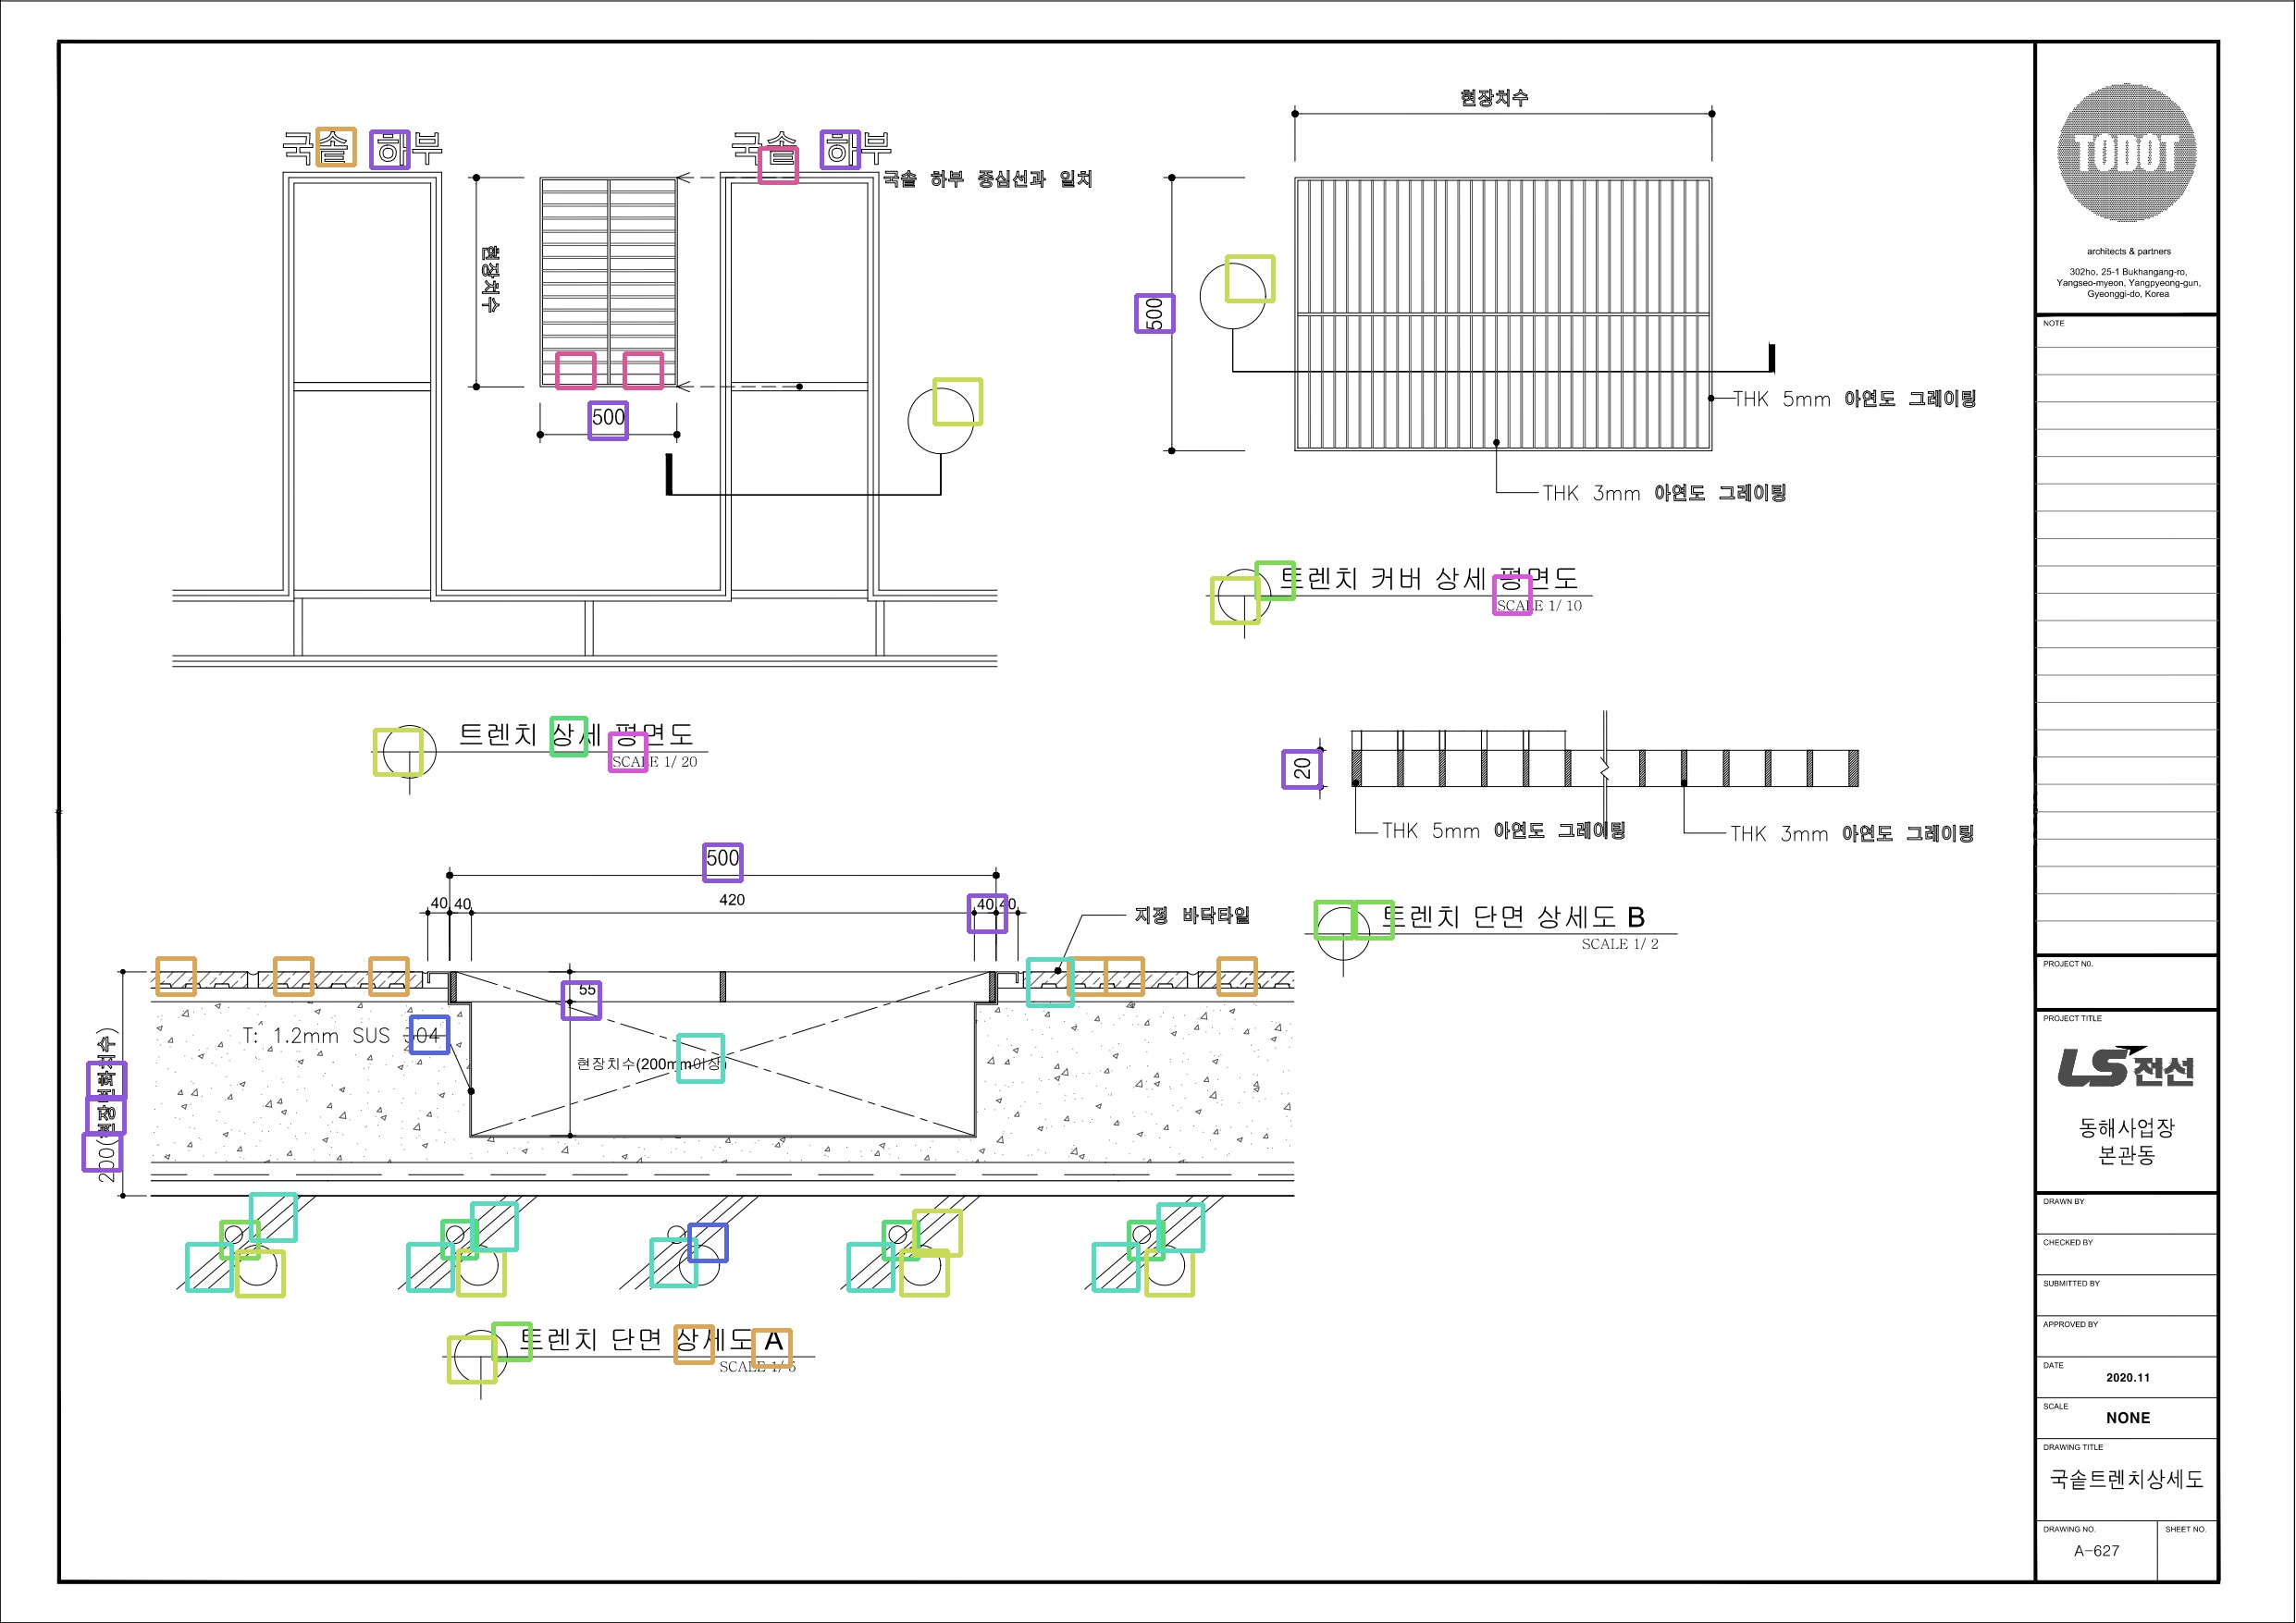 국솥 하부
국솥 하부
국솥 하부 중심선과 일치
현장치수
500
현장치수
500
THK 5mm 아연도 그레이팅
THK 3mm 아연도 그레이팅
트렌치 커버 상세 평면도
SCALE 1/ 10
트렌치 상세 평면도
SCALE 1/ 20
20
THK 5mm 아연도 그레이팅
THK 3mm 아연도 그레이팅
트렌치 단면 상세도 B
SCALE 1/ 2
500
40 40 420 40 40
지정 바닥타일
55
T: 1.2mm SUS 304
현장치수(200mm이상)
트렌치 단면 상세도 A
SCALE 1/ 5
TODOT
architects & partners
302ho, 25-1 Bukhangang-ro,
Yangseo-myeon, Yangpyeong-gun,
Gyeonggi-do, Korea
NOTE
PROJECT N0.
PROJECT TITLE
LS전선
동해사업장
본관동
DRAWN BY
CHECKED BY
SUBMITTED BY
APPROVED BY
DATE
2020.11
SCALE
NONE
DRAWING TITLE
국솥트렌치상세도
DRAWING NO.
SHEET NO.
A-627